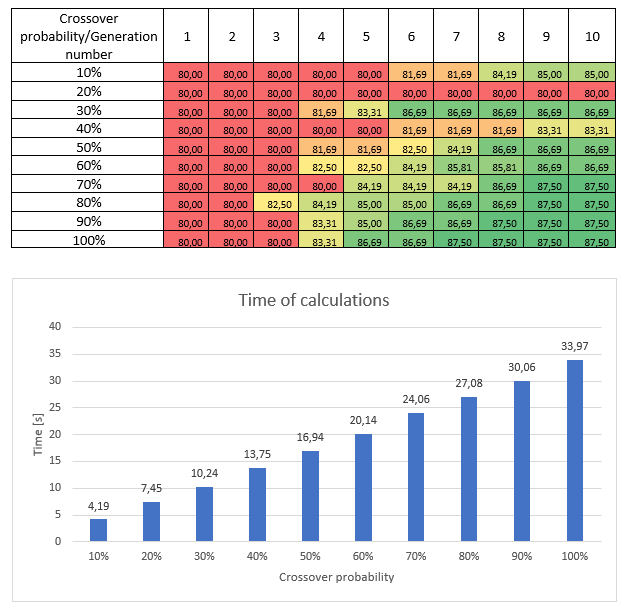 Crossover
probability/Generation
number
1 2 3 4 5 6 7 8 9 10
10% 80,00 80,00 80,00 80,00 80,00 81,69 81,69 84,19 85,00 85,00
20% 80,00 80,00 80,00 80,00 80,00 80,00 80,00 80,00 80,00 80,00
30% 80,00 80,00 80,00 81,69 83,31 86,69 86,69 86,69 86,69 86,69
40% 80,00 80,00 80,00 80,00 80,00 81,69 81,69 81,69 83,31 83,31
50% 80,00 80,00 80,00 81,69 81,69 82,50 84,19 86,69 86,69 86,69
60% 80,00 80,00 80,00 82,50 82,50 84,19 85,81 85,81 86,69 86,69
70% 80,00 80,00 80,00 80,00 84,19 84,19 84,19 86,69 87,50 87,50
80% 80,00 80,00 82,50 84,19 85,00 85,00 86,69 86,69 87,50 87,50
90% 80,00 80,00 80,00 83,31 85,00 86,69 86,69 87,50 87,50 87,50
100% 80,00 80,00 80,00 83,31 86,69 86,69 87,50 87,50 87,50 87,50
Time of calculations
Time [s]
40
35
30
25
20
15
10
5
0
4,19
7,45
10,24
13,75
16,94
20,14
24,06
27,08
30,06
33,97
10% 20% 30% 40% 50% 60% 70% 80% 90% 100%
Crossover probability